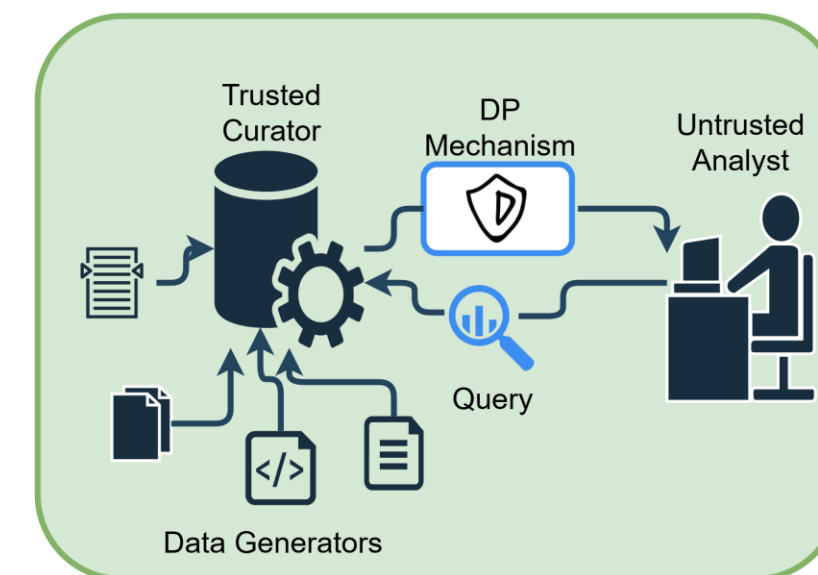 Trusted
Curator
DP
Mechanism
Untrusted
Analyst
</>
Query
Data Generators